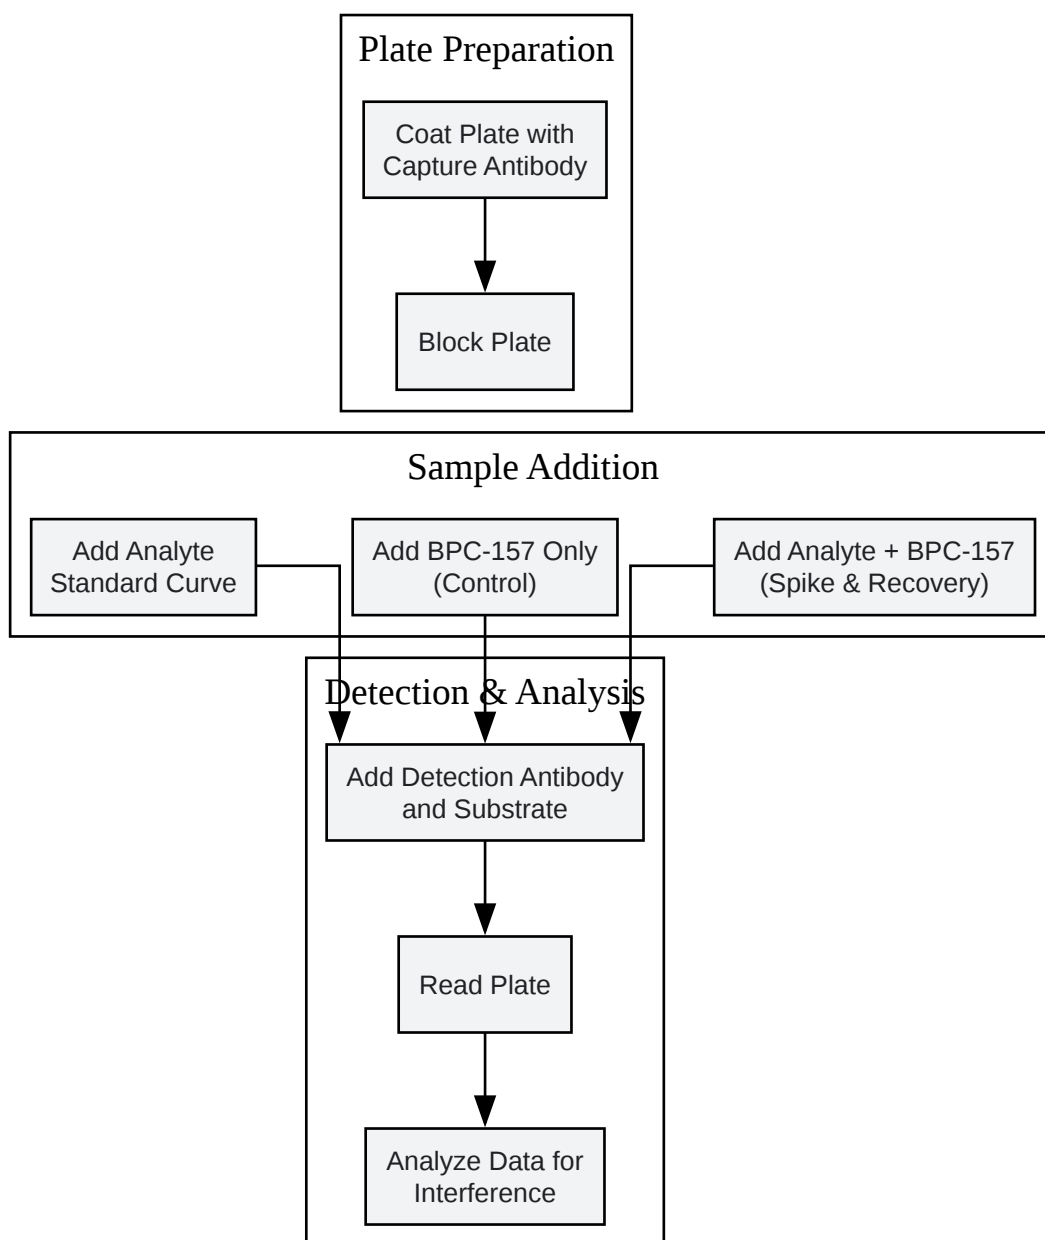 Plate Preparation
Coat Plate with
Capture Antibody
Block Plate
Sample Addition
Add Analyte
Standard Curve
Add BPC-157 Only
(Control)
Add Analyte + BPC-157
(Spike & Recovery)
Detection & Analysis
Add Detection Antibody
and Substrate
Read Plate
Analyze Data for
Interference